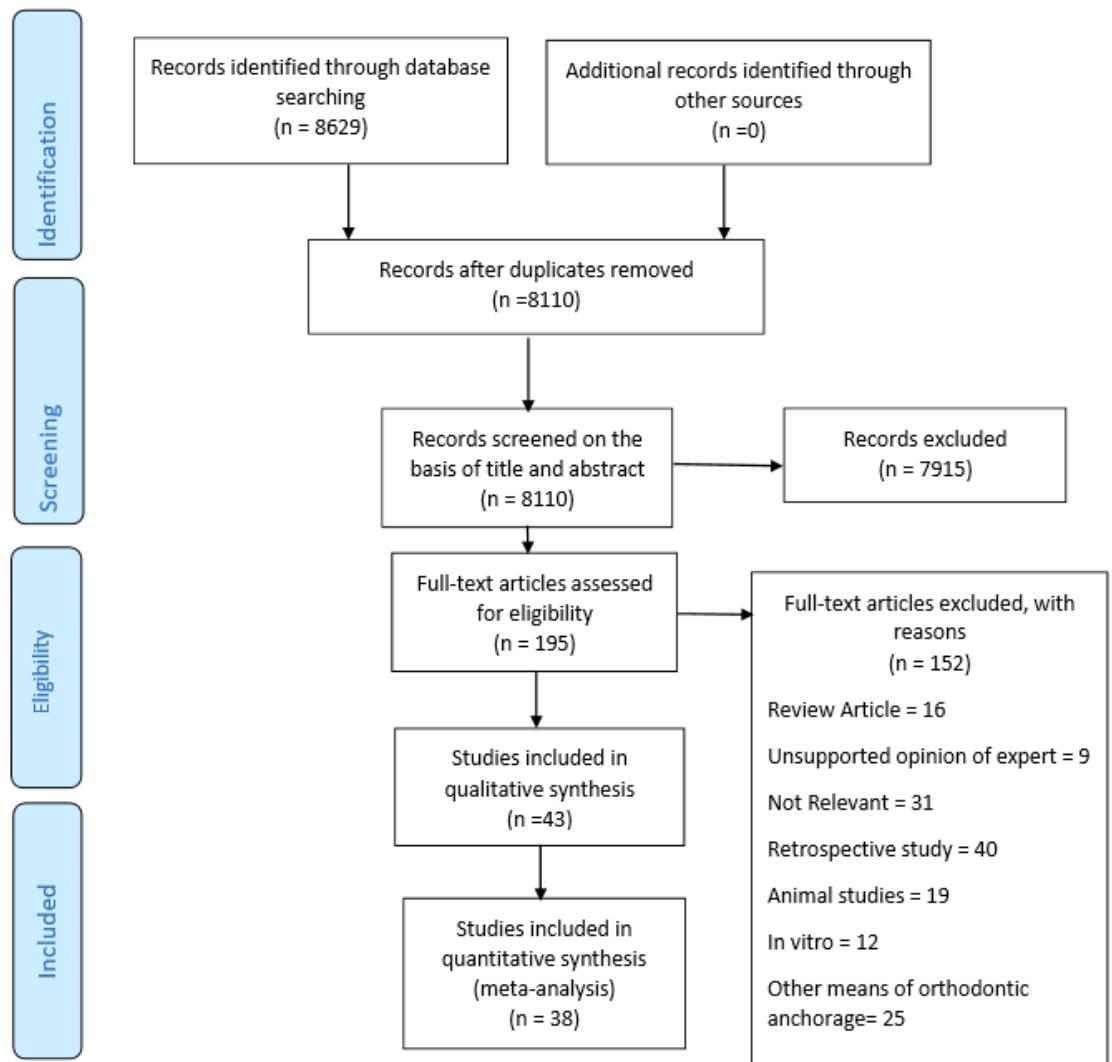 Identification
Records identified through database
searching
(n = 8629)
Additional records identified through
other sources
(n =0)
Records after duplicates removed
(n =8110)
Screening
Records screened on the
basis of title and abstract
(n = 8110)
Records excluded
(n = 7915)
Eligibility
Full-text articles assessed
for eligibility
(n = 195)
Full-text articles excluded, with
reasons
(n = 152)
Review Article = 16
Unsupported opinion of expert = 9
Not Relevant = 31
Retrospective study = 40
Animal studies = 19
In vitro = 12
Other means of orthodontic
anchorage= 25
Studies included in
qualitative synthesis
(n =43)
Included
Studies included in
quantitative synthesis
(meta-analysis)
(n = 38)